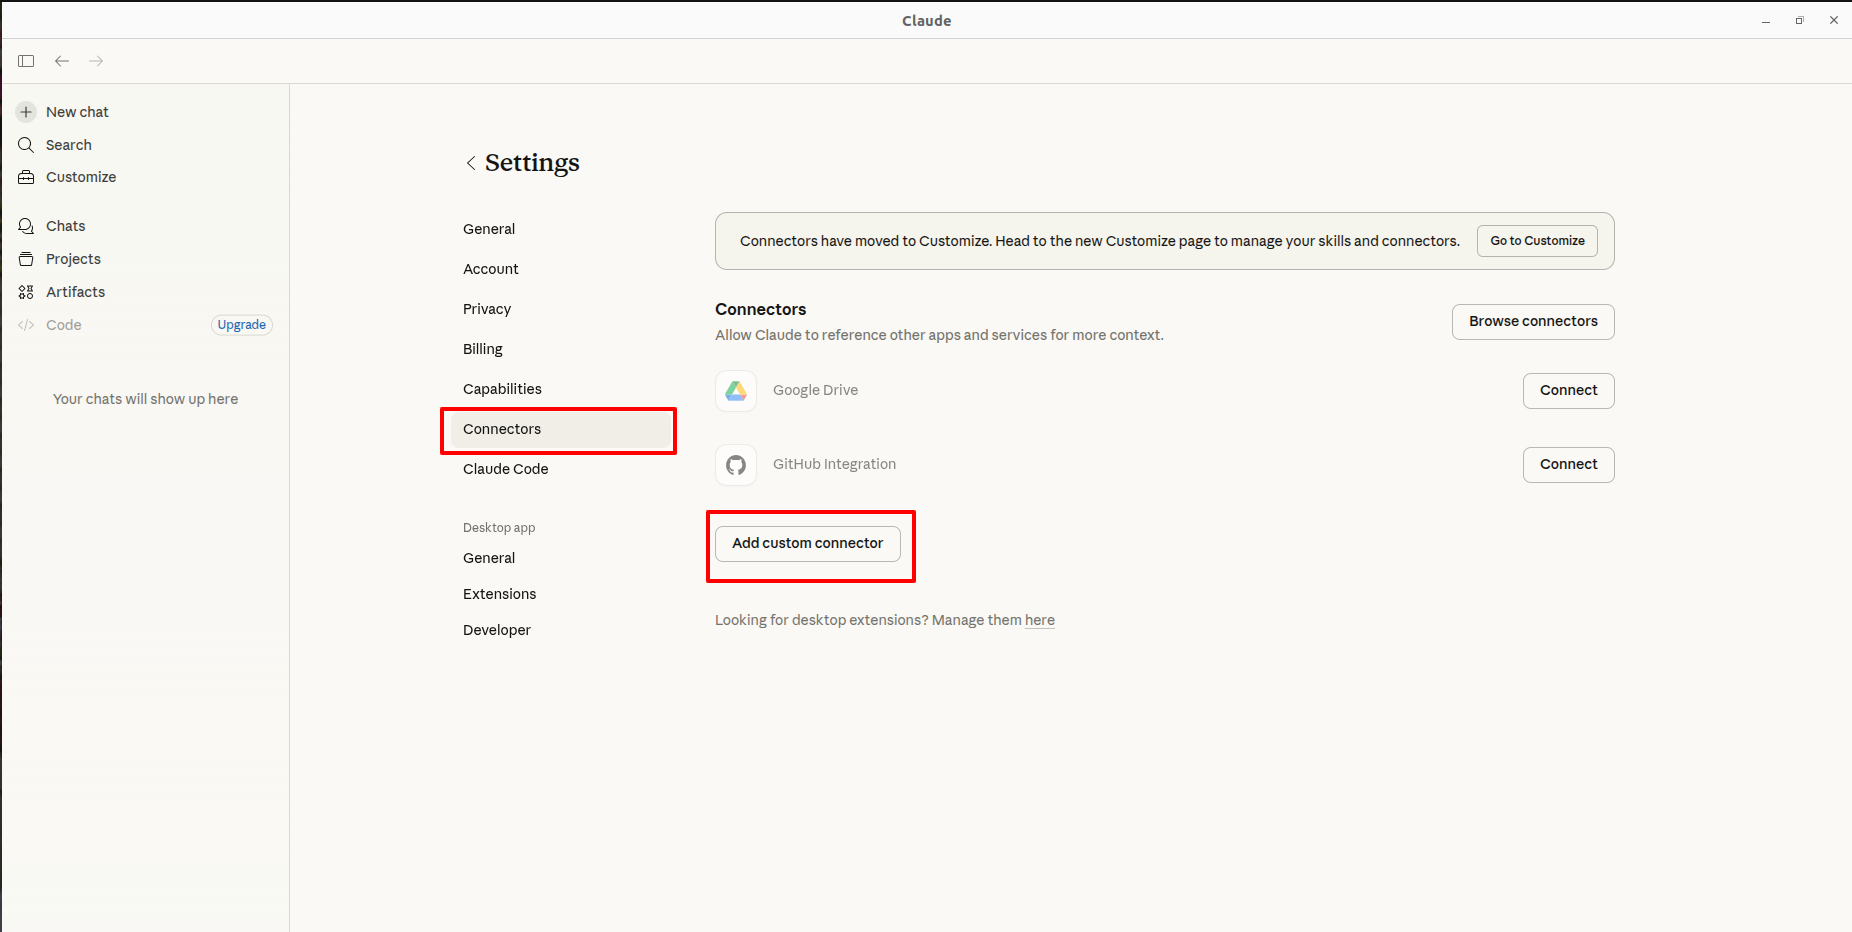 Claude
New chat
Search
Customize
Chats
Projects
Artifacts
Code Upgrade
Your chats will show up here
Settings
General
Account
Privacy
Billing
Capabilities
Connectors
Claude Code
Desktop app
General
Extensions
Developer
Connectors have moved to Customize. Head to the new Customize page to manage your skills and connectors. Go to Customize
Connectors
Allow Claude to reference other apps and services for more context.
Browse connectors
Google Drive Connect
GitHub Integration Connect
Add custom connector
Looking for desktop extensions? Manage them here